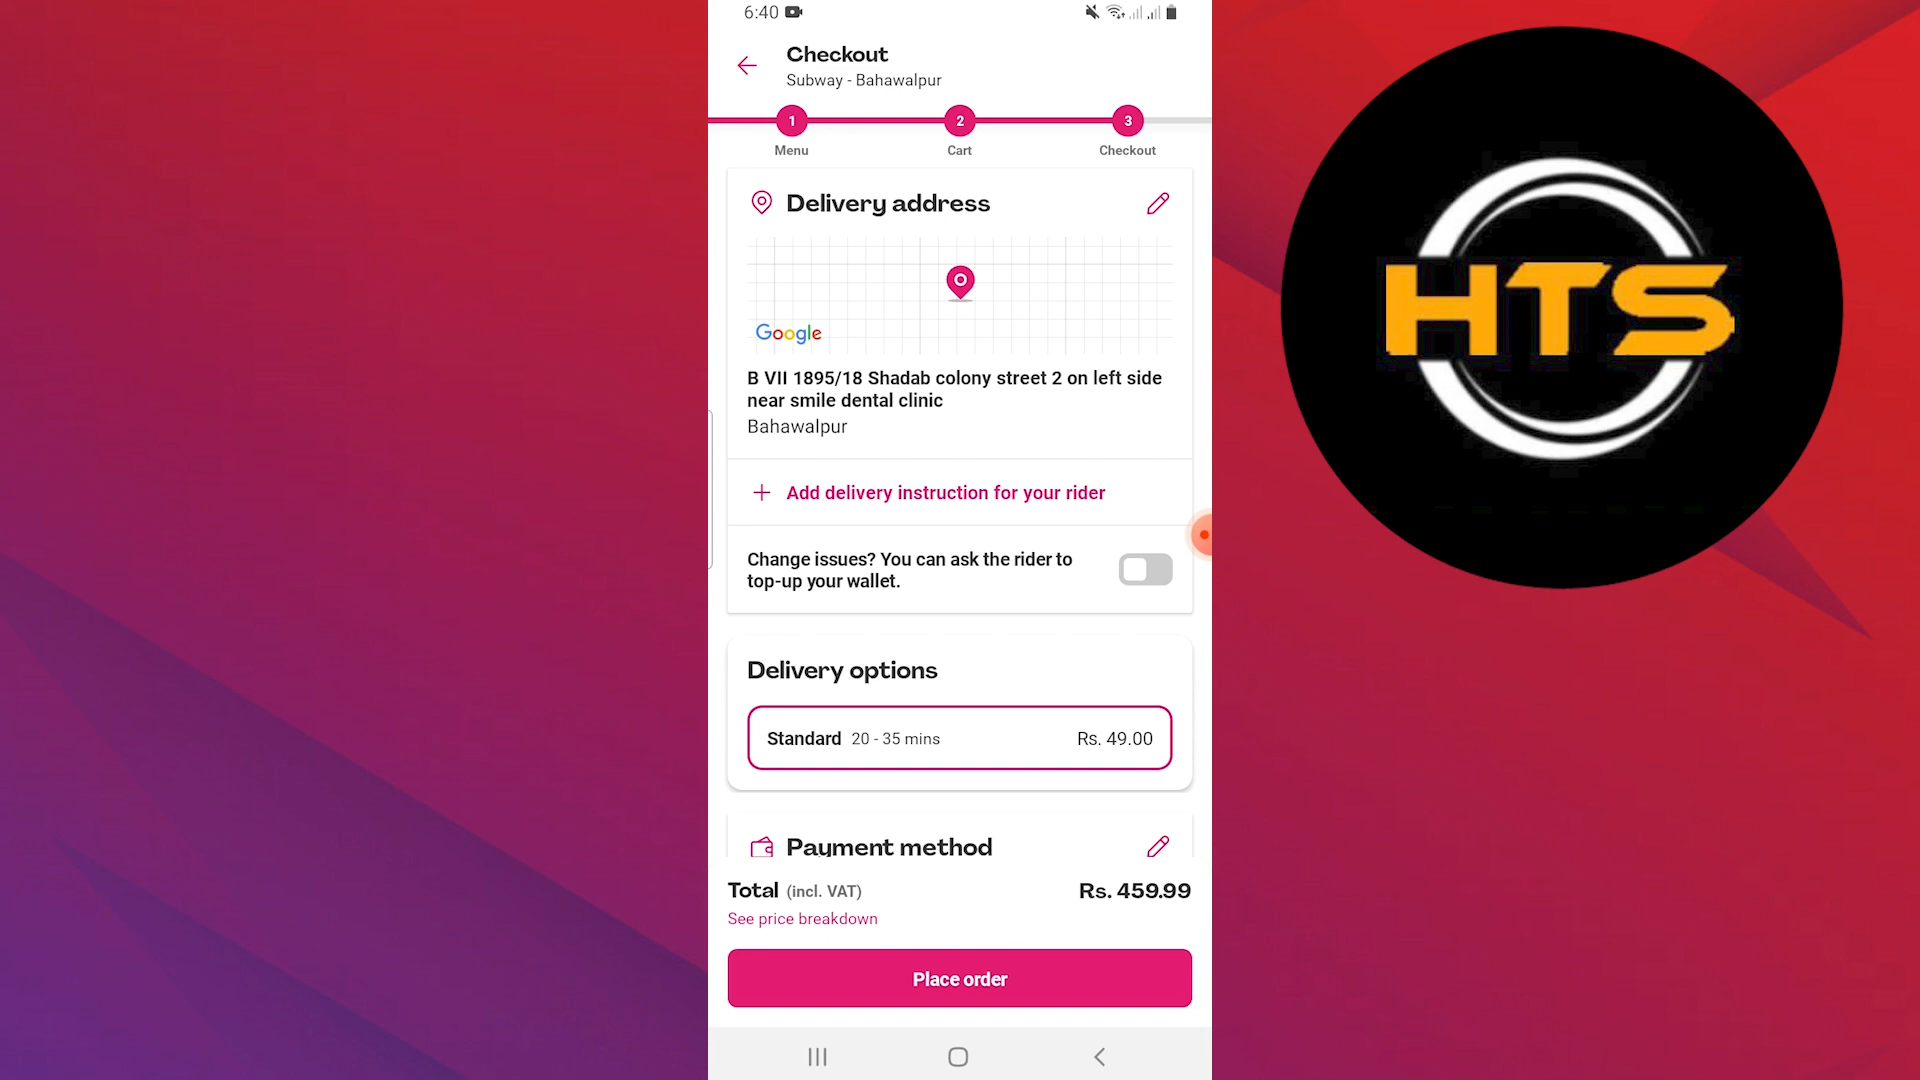 6:40
Checkout
Subway - Bahawalpur
1
2
3
Menu
Cart
Checkout
Delivery address
Google
B VII 1895/18 Shadab colony street 2 on left side
near smile dental clinic
Bahawalpur
Add delivery instruction for your rider
Change issues? You can ask the rider to
top-up your wallet.
Delivery options
Standard 20 - 35 mins Rs. 49.00
Payment method
Total (incl. VAT) Rs. 459.99
See price breakdown
Place order
HTS